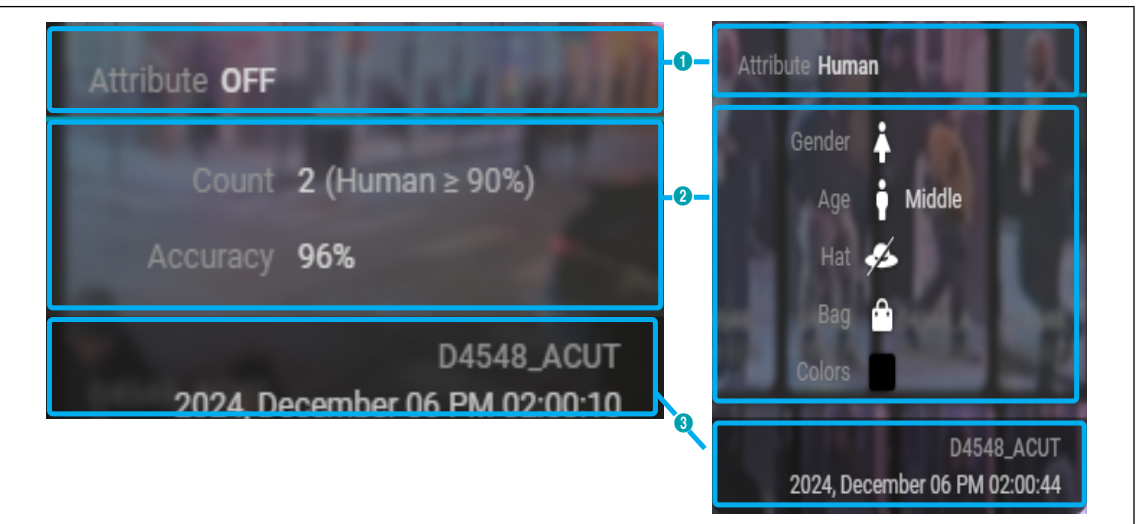 Attribute OFF
Count 2 (Human ≥ 90%)
Accuracy 96%
D4548_ACUT
2024, December 06 PM 02:00:10
1
2
3
Attribute Human
Gender
Age Middle
Hat
Bag
Colors
D4548_ACUT
2024, December 06 PM 02:00:44